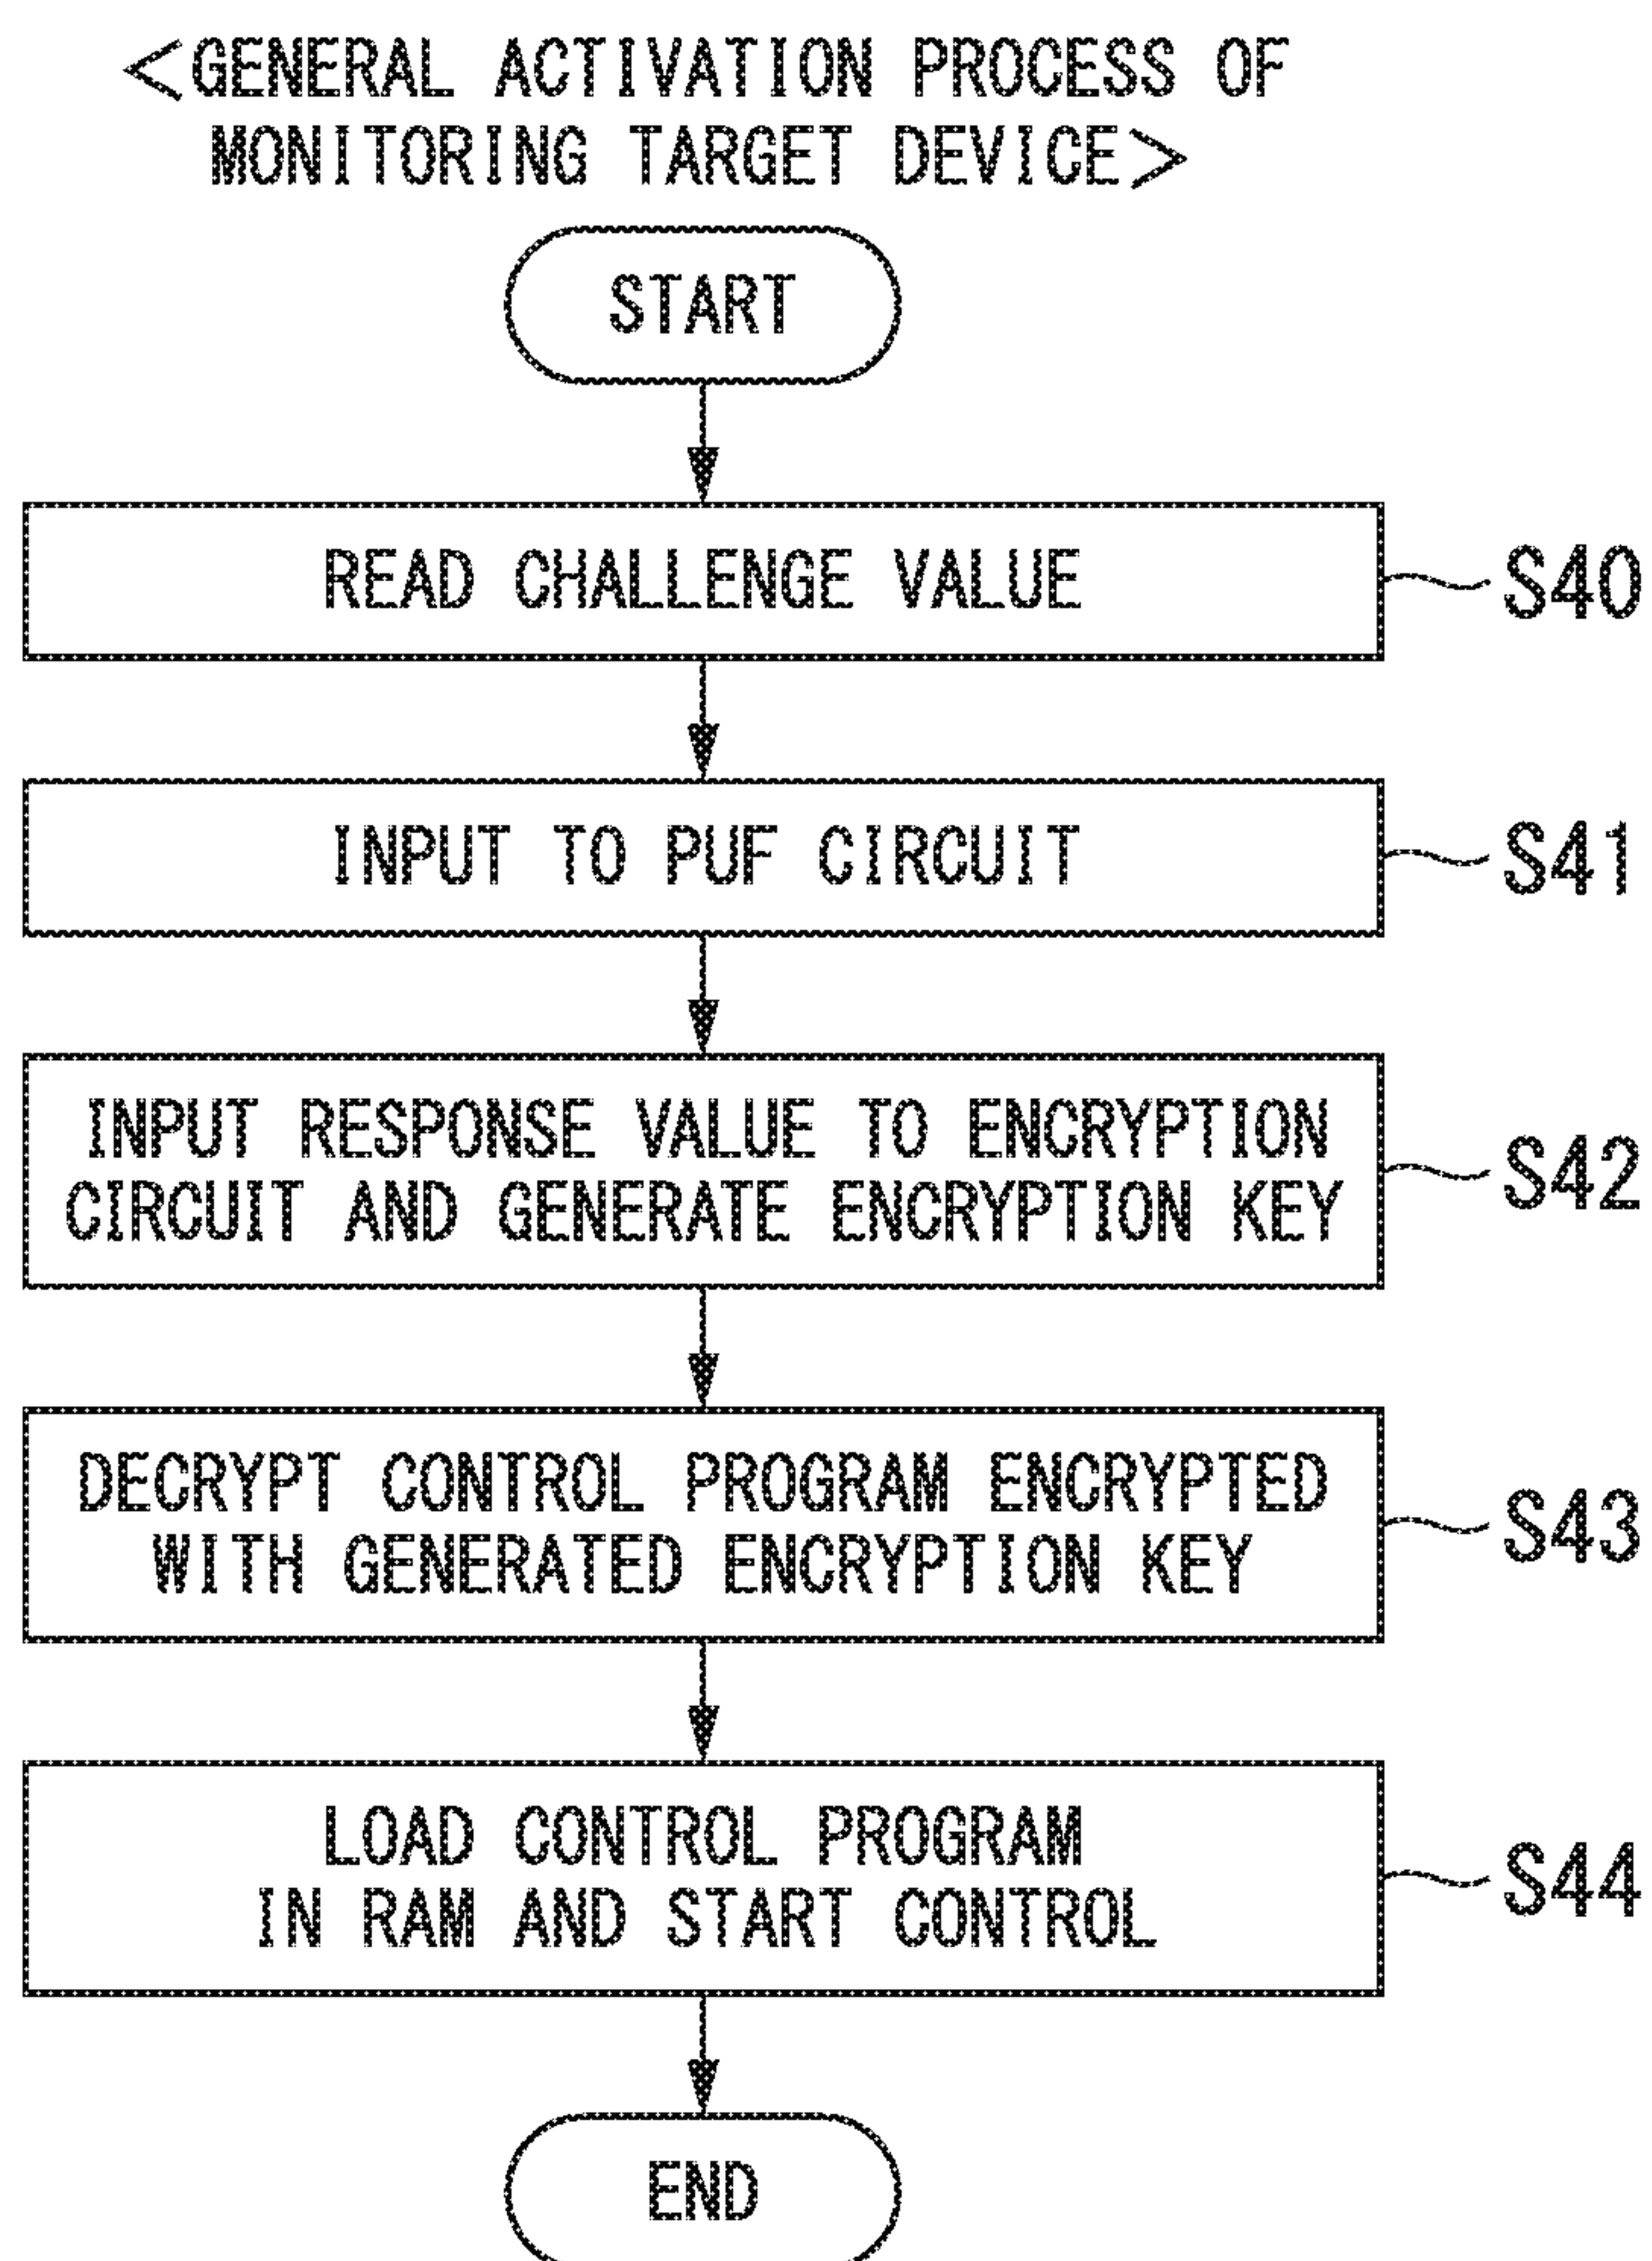 <GENERAL ACTIVATION PROCESS OF
MONITORING TARGET DEVICE>
START
READ CHALLENGE VALUE
S40
INPUT TO PUF CIRCUIT
S41
INPUT RESPONSE VALUE TO ENCRYPTION
CIRCUIT AND GENERATE ENCRYPTION KEY
S42
DECRYPT CONTROL PROGRAM ENCRYPTED
WITH GENERATED ENCRYPTION KEY
S43
LOAD CONTROL PROGRAM
IN RAM AND START CONTROL
S44
END